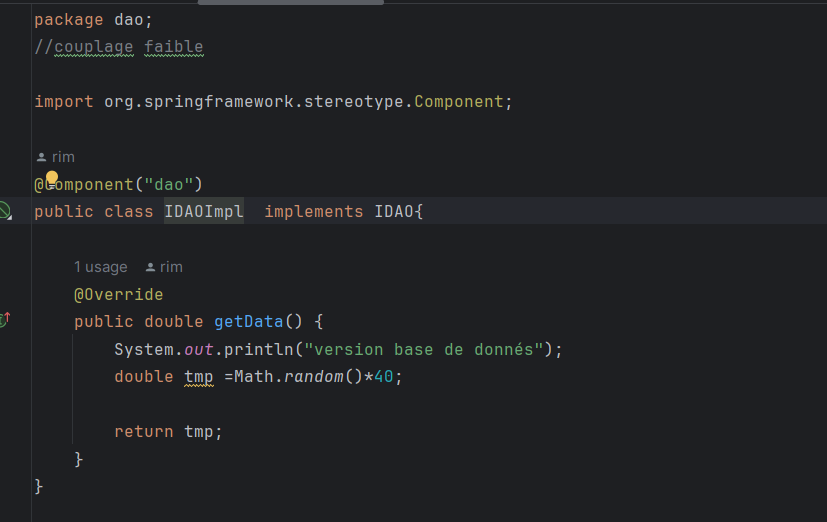 package dao;
//couplage faible
import org.springframework.stereotype.Component;
rim
@Component("dao")
public class IDAOImpl  implements IDAO{
1 usage rim
@Override
public double getData() {
System.out.println("version base de donnés");
double tmp =Math.random()*40;
return tmp;
}
}